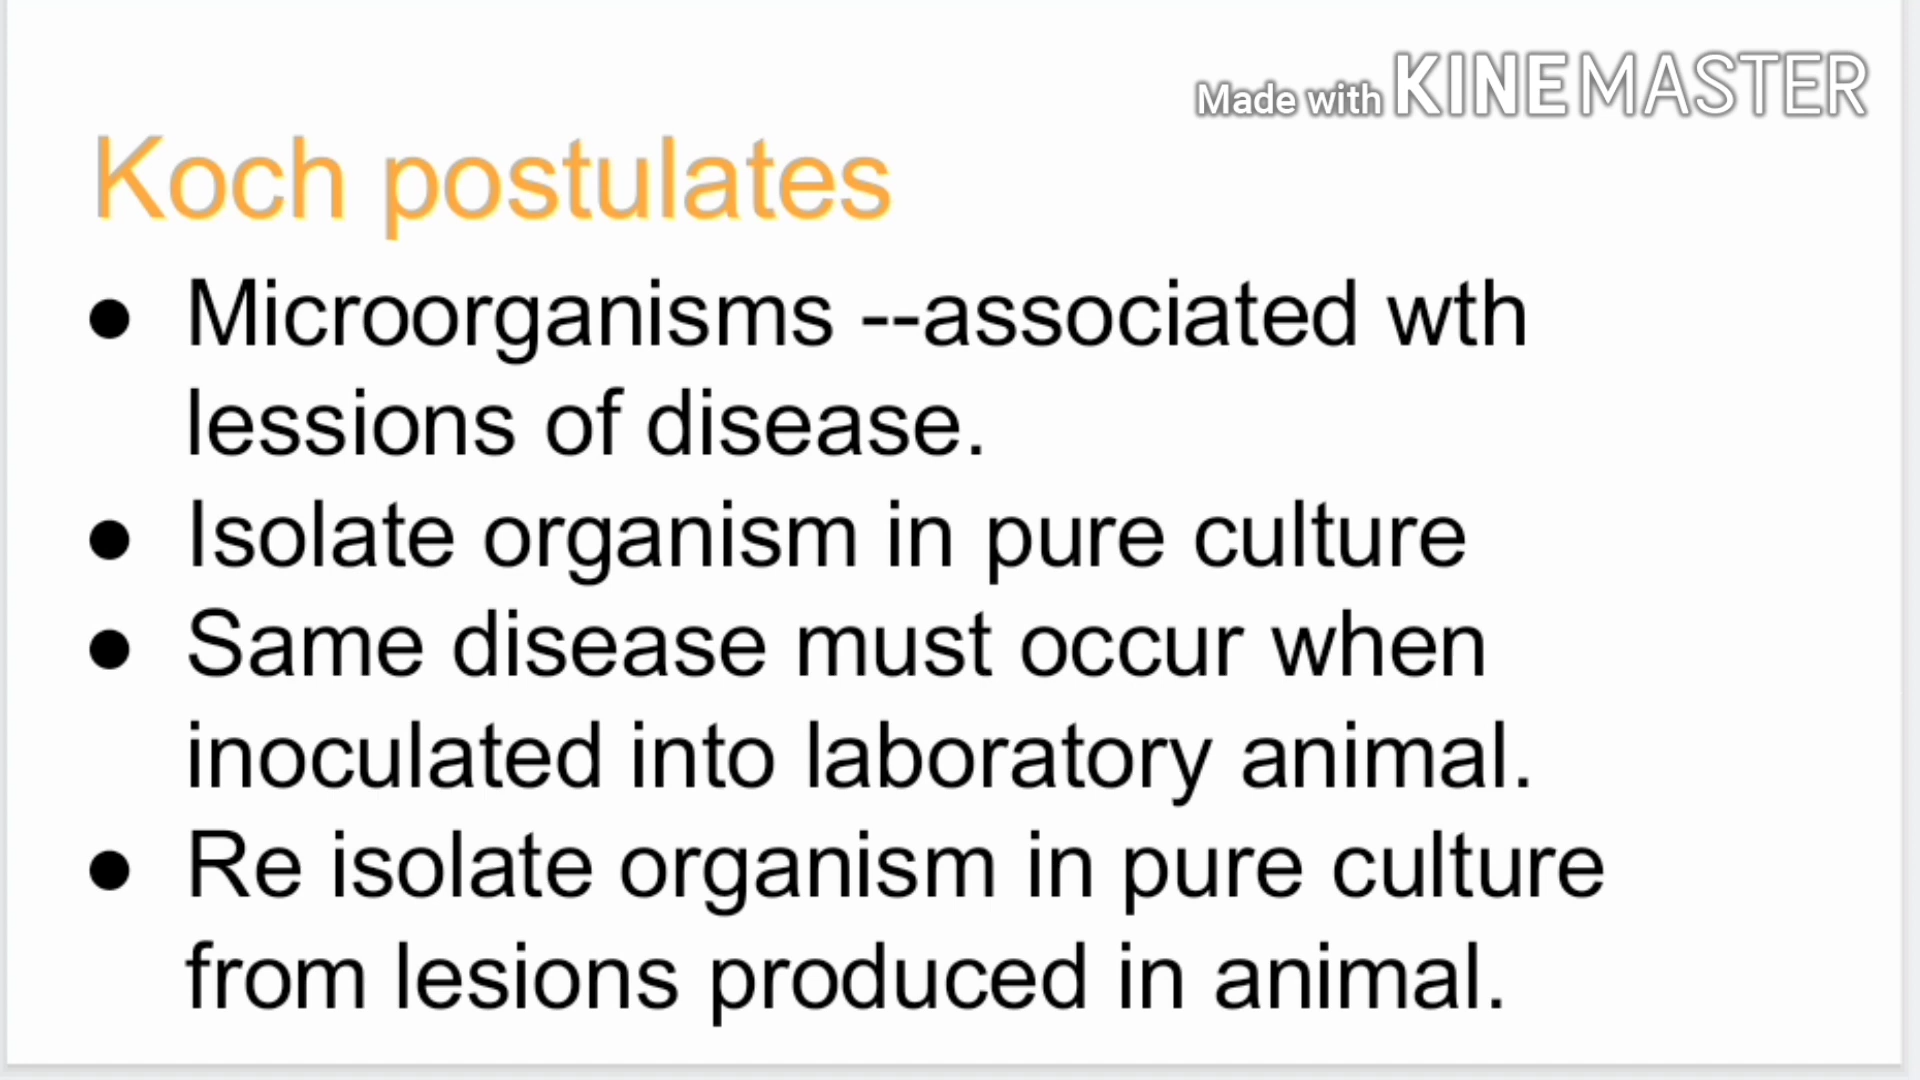 Made with KINEMASTER
Koch postulates
● Microorganisms --associated wth
lessions of disease.
● Isolate organism in pure culture
● Same disease must occur when
inoculated into laboratory animal.
● Re isolate organism in pure culture
from lesions produced in animal.